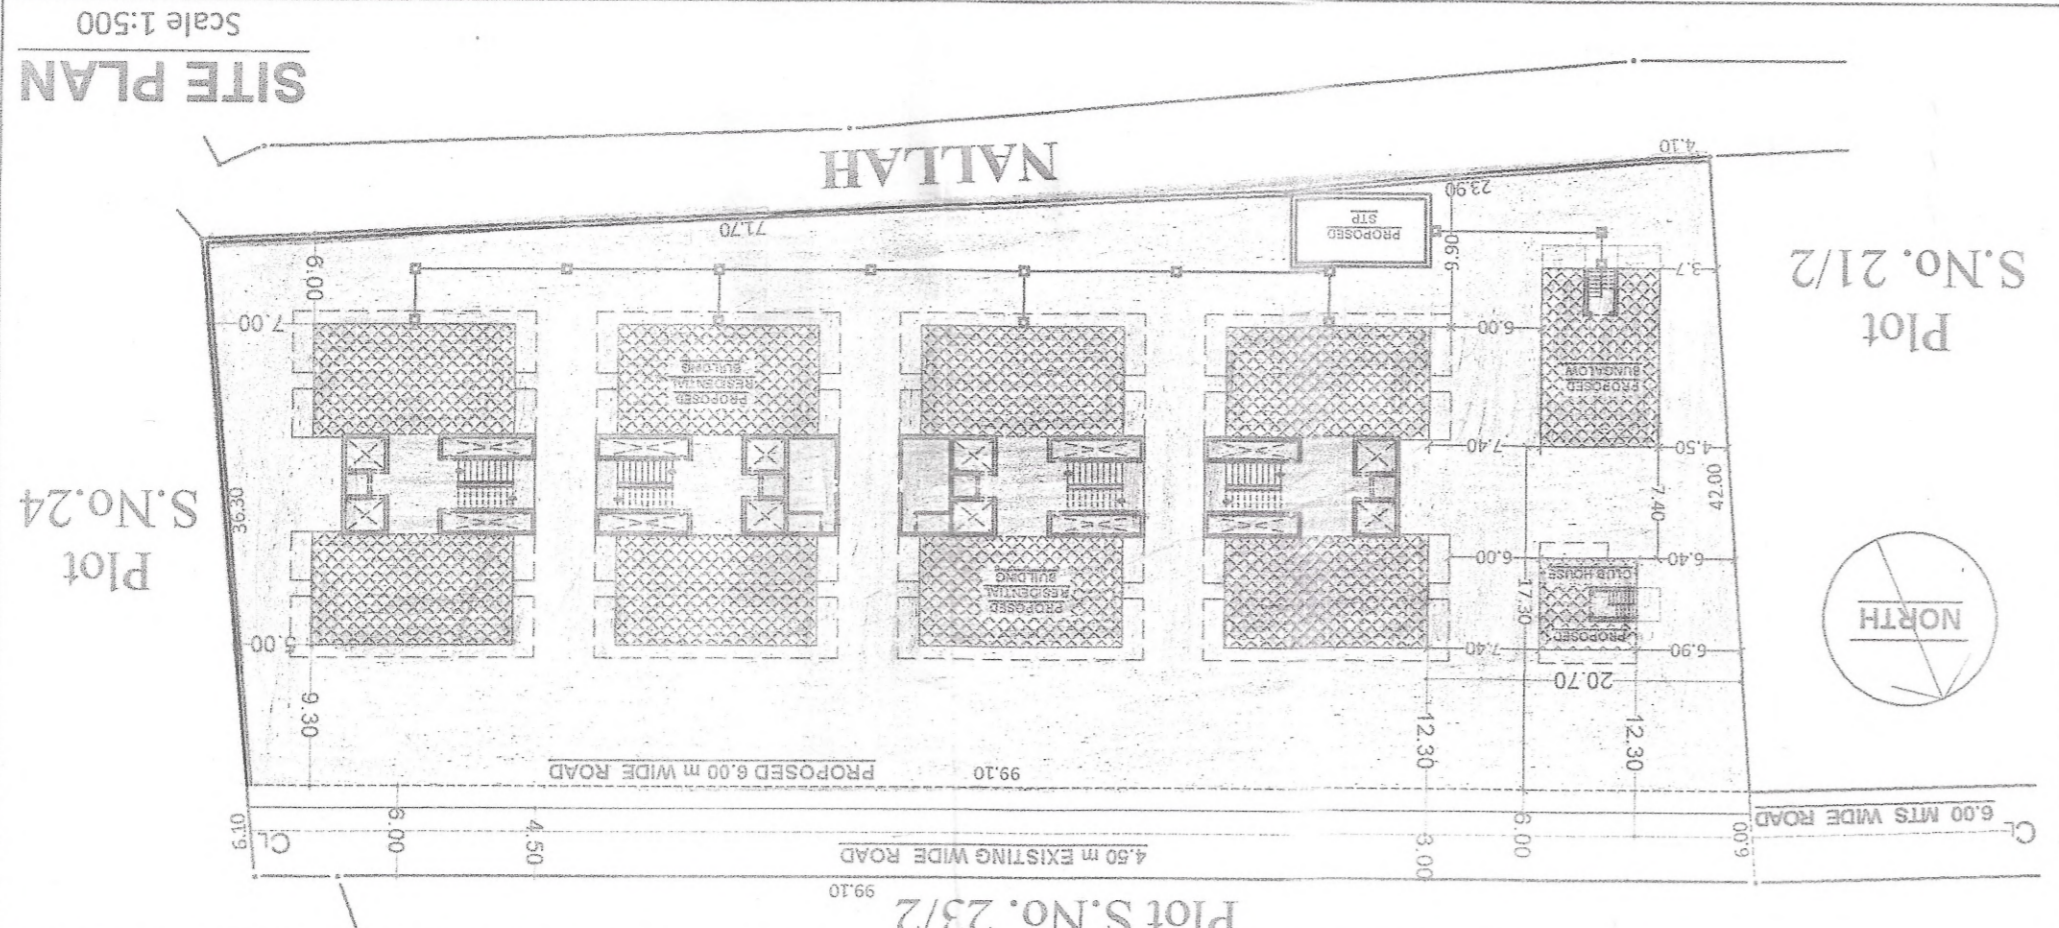 Plot S.No. 23/2
99.10
4.50 m EXISTING WIDE ROAD
CL
6.00 MTS WIDE ROAD
6.00
6.00
3.00
4.50
6.00
CL
6.10
99.10
PROPOSED 6.00 m WIDE ROAD
12.30
12.30
9.30
20.70
6.90
7.40
5.00
PROPOSED
CLUB HOUSE
17.30
NORTH
6.40
6.00
PROPOSED
RESIDENTIAL
BUILDING
Plot
S.No.24
36.30
42.00
7.40
4.50
7.40
PROPOSED
BUNGALOW
PROPOSED
RESIDENTIAL
BUILDING
Plot
S.No. 21/2
6.00
7.00
3.7
9.90
6.00
PROPOSED
STP
71.70
23.90
4.10
NALLAH
SITE PLAN
Scale 1:500